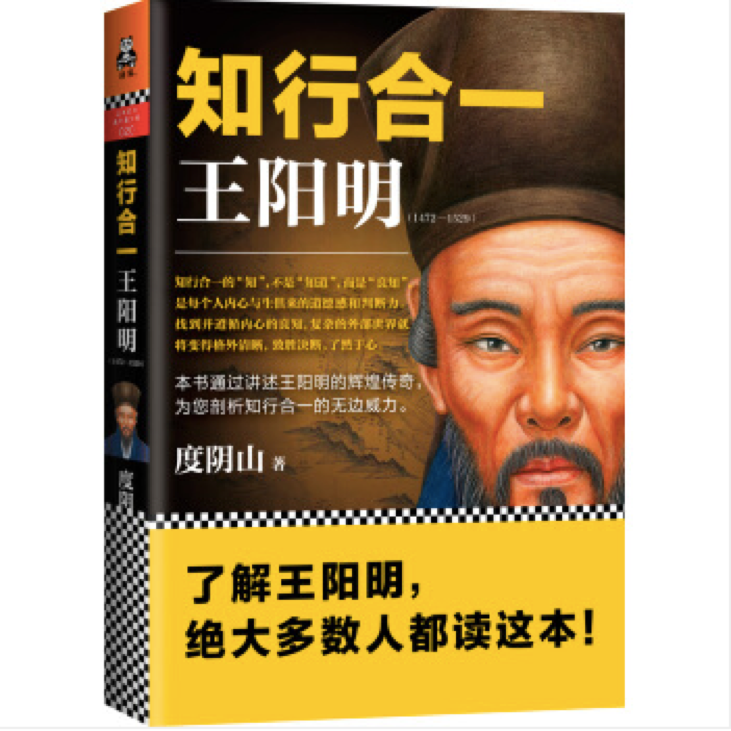 知行合一
王阳明
(1472—1529)
知行合一的“知”,不是“知道”,而是“良知”
是每个人内心与生俱来的道德感和判断力。
找到并遵循内心的良知,复杂的外部世界就
将变得格外清晰,致胜决断,了然于心。
本书通过讲述王阳明的辉煌传奇,
为您剖析知行合一的无边威力。
度阴山 著
了解王阳明,
绝大多数人都读这本!
知行合一
王阳明
(1472—1529)
度阴